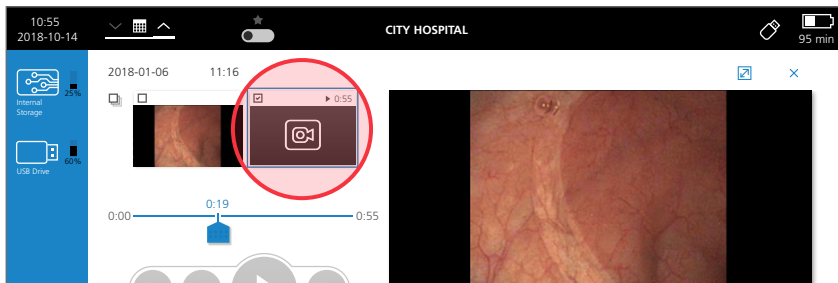 10:55
2018-10-14
CITY HOSPITAL
95 min
Internal
Storage
25%
USB Drive
60%
2018-01-06 11:16
0:55
0:19
0:00
0:55